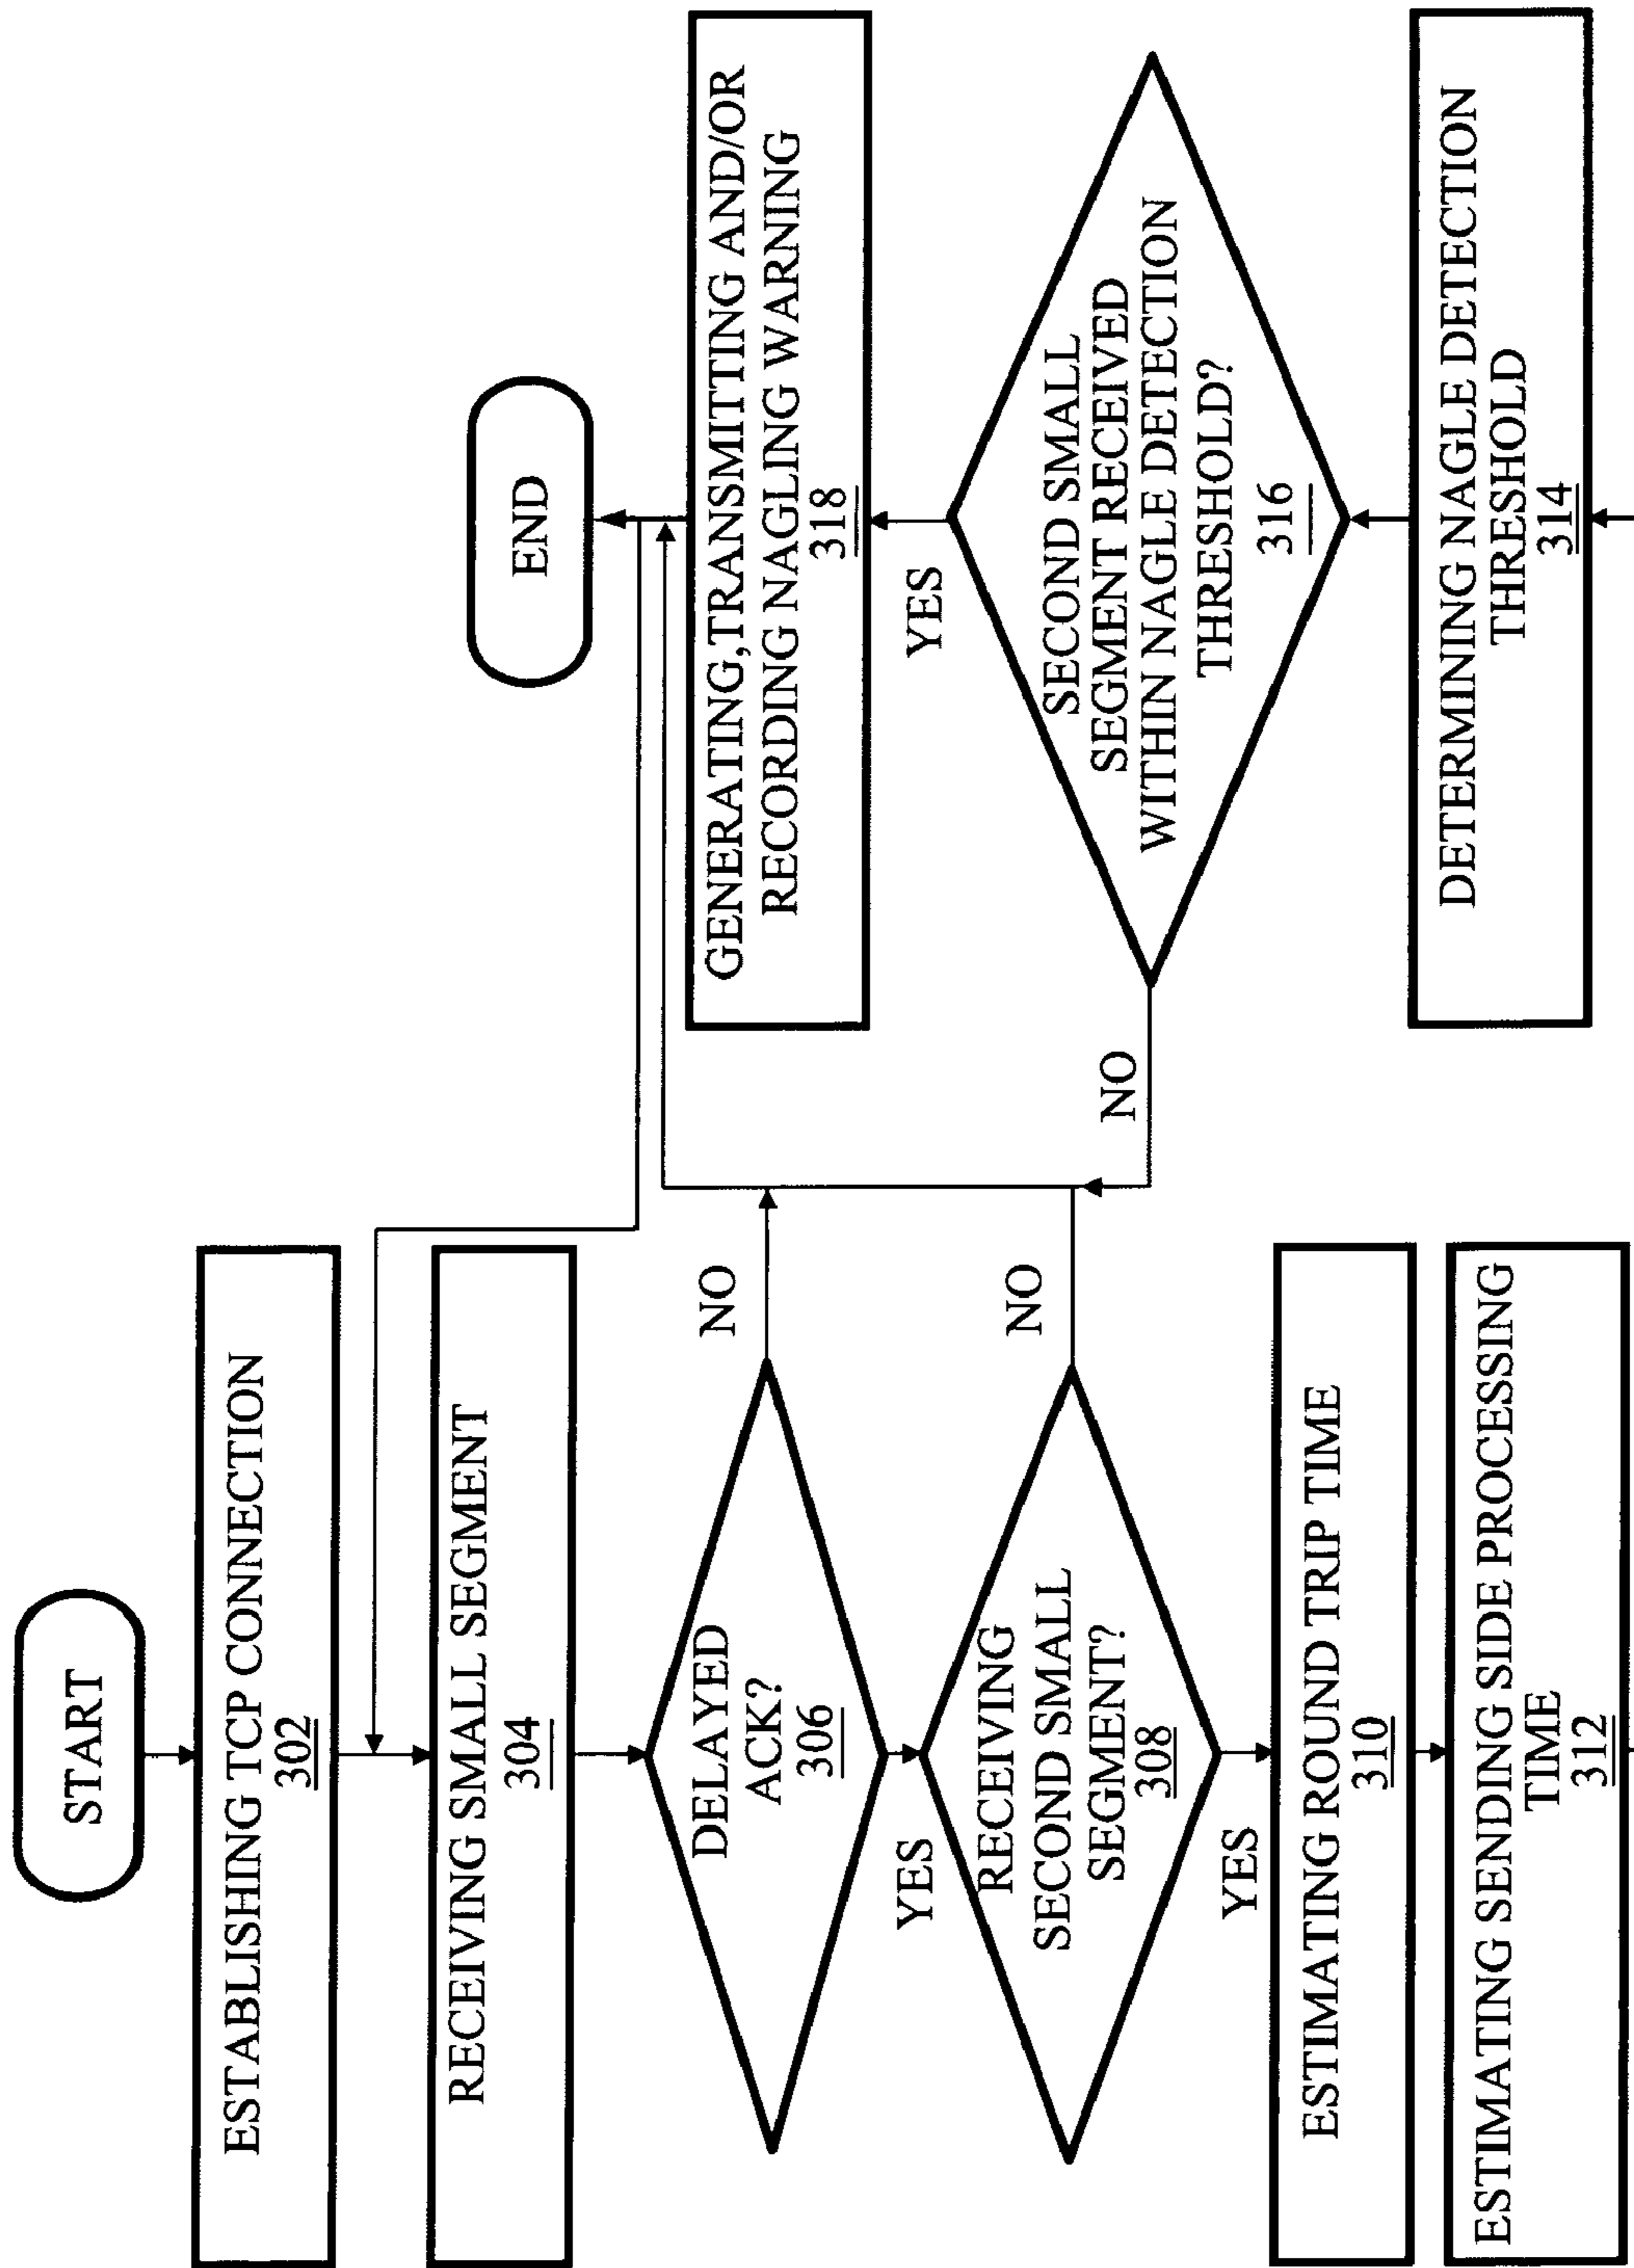 START
ESTABLISHING TCP CONNECTION
302
RECEIVING SMALL SEGMENT
304
DELAYED
ACK?
306
NO
YES
RECEIVING
SECOND SMALL
SEGMENT?
308
NO
YES
ESTIMATING ROUND TRIP TIME
310
ESTIMATING SENDING SIDE PROCESSING
TIME
312
END
GENERATING,TRANSMITTING AND/OR
RECORDING NAGLING WARNING
318
YES
SECOND SMALL
SEGMENT RECEIVED
WITHIN NAGLE DETECTION
THRESHOLD?
316
NO
DETERMINING NAGLE DETECTION
THRESHOLD
314